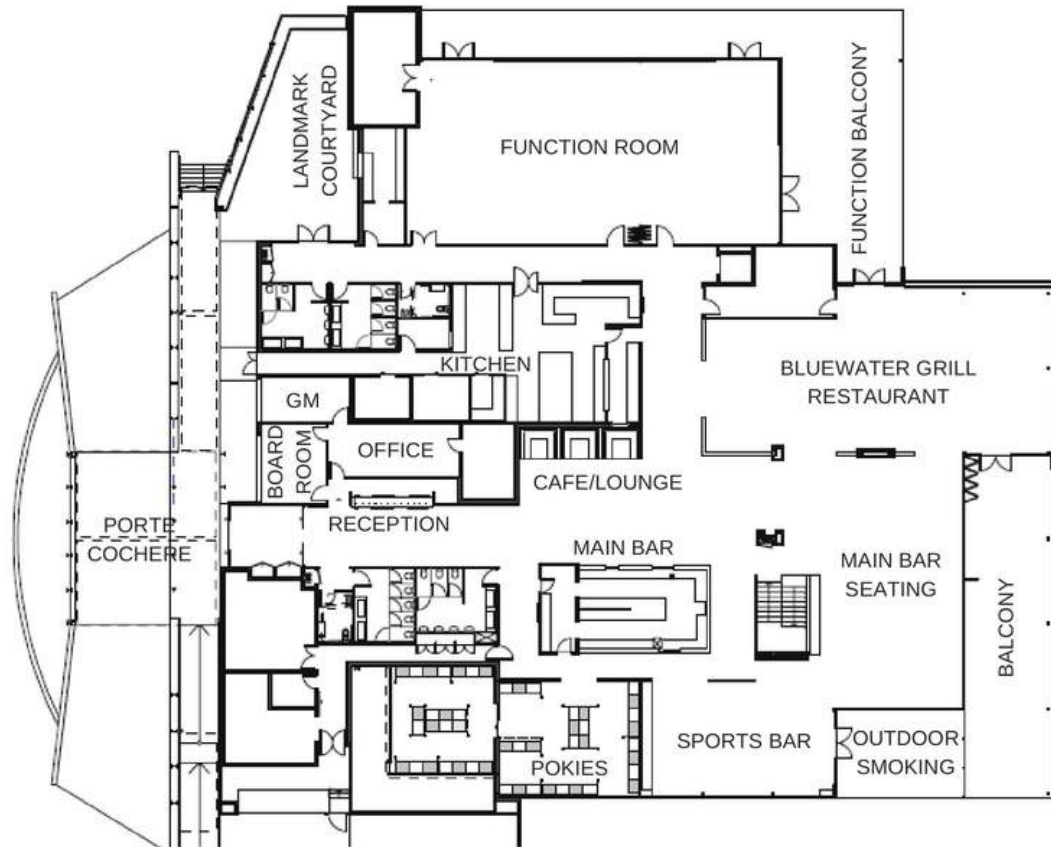 LANDMARK
COURTYARD
FUNCTION ROOM
FUNCTION BALCONY
KITCHEN
BLUEWATER GRILL
RESTAURANT
GM
BOARD
ROOM
OFFICE
CAFE/LOUNGE
PORTE
COCHERE
RECEPTION
MAIN BAR
MAIN BAR
SEATING
BALCONY
SPORTS BAR
OUTDOOR
SMOKING
POKIES